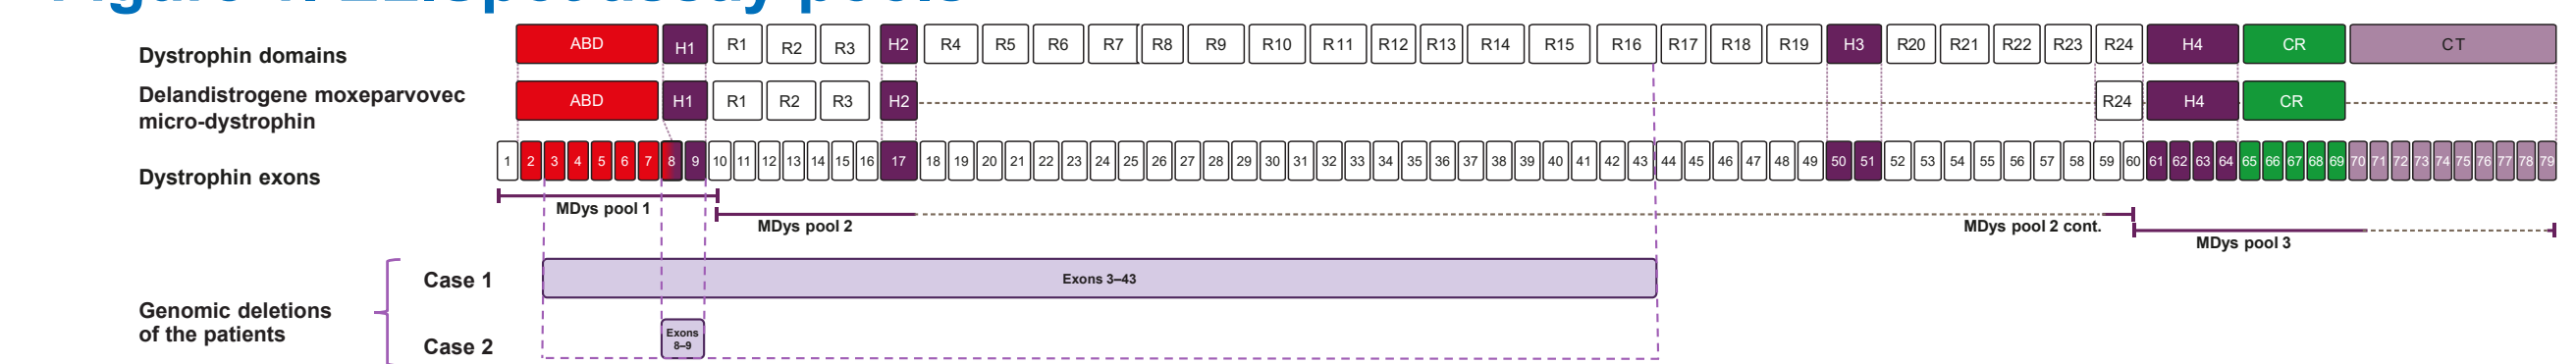 Dystrophin domains
ABD H1 R1 R2 R3 H2 R4 R5 R6 R7 R8 R9 R10 R11 R12 R13 R14 R15 R16 R17 R18 R19 H3 R20 R21 R22 R23 R24 H4 CR CT
Delandistrogene moxeparvovec
micro-dystrophin
ABD H1 R1 R2 R3 H2 R24 H4 CR
Dystrophin exons
1 2 3 4 5 6 7 8 9 10 11 12 13 14 15 16 17 18 19 20 21 22 23 24 25 26 27 28 29 30 31 32 33 34 35 36 37 38 39 40 41 42 43 44 45 46 47 48 49 50 51 52 53 54 55 56 57 58 59 60 61 62 63 64 65 66 67 68 69 70 71 72 73 74 75 76 77 78 79
MDys pool 1
MDys pool 2
MDys pool 2 cont.
MDys pool 3
Genomic deletions
of the patients
Case 1
Exons 3–43
Case 2
Exons
8–9